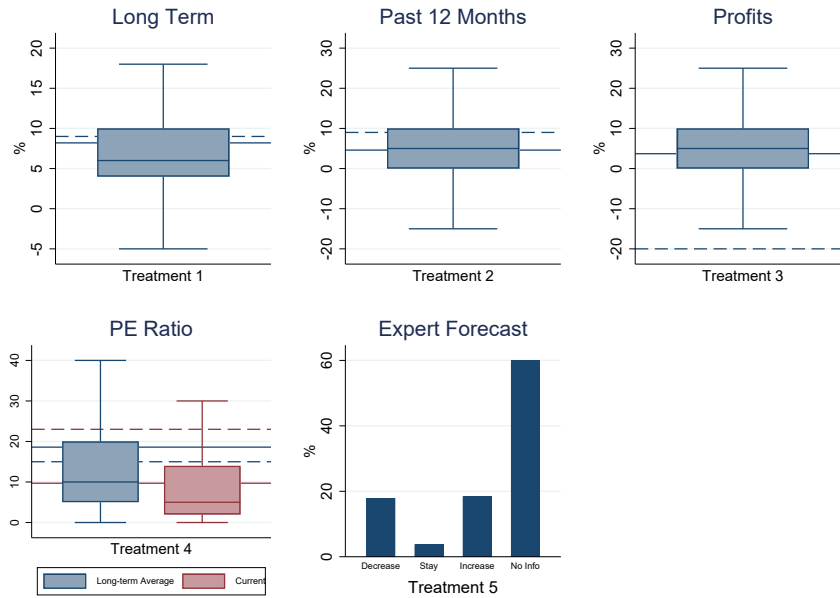 Long Term
%
20
15
10
5
0
-5
Treatment 1
Past 12 Months
%
30
20
10
0
-10
-20
Treatment 2
Profits
%
30
20
10
0
-10
-20
Treatment 3
PE Ratio
40
30
20
10
0
Treatment 4
Long-term Average
Current
Expert Forecast
%
60
40
20
0
Decrease Stay Increase No Info
Treatment 5